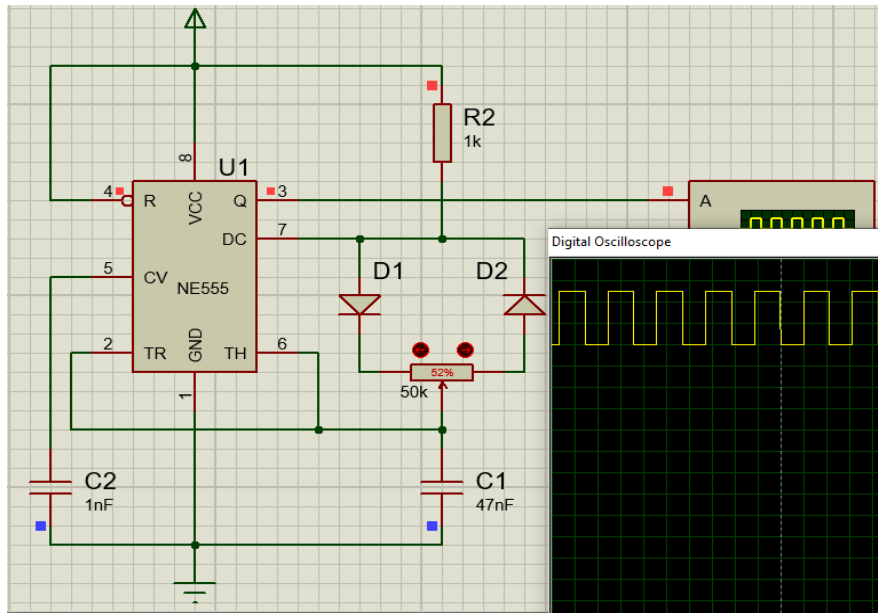 R2
1k
U1
8
4
R
VCC
Q
3
A
7
DC
Digital Oscilloscope
5
CV
NE555
D1
D2
2
TR
GND
TH
6
52%
50k
1
C2
1nF
C1
47nF